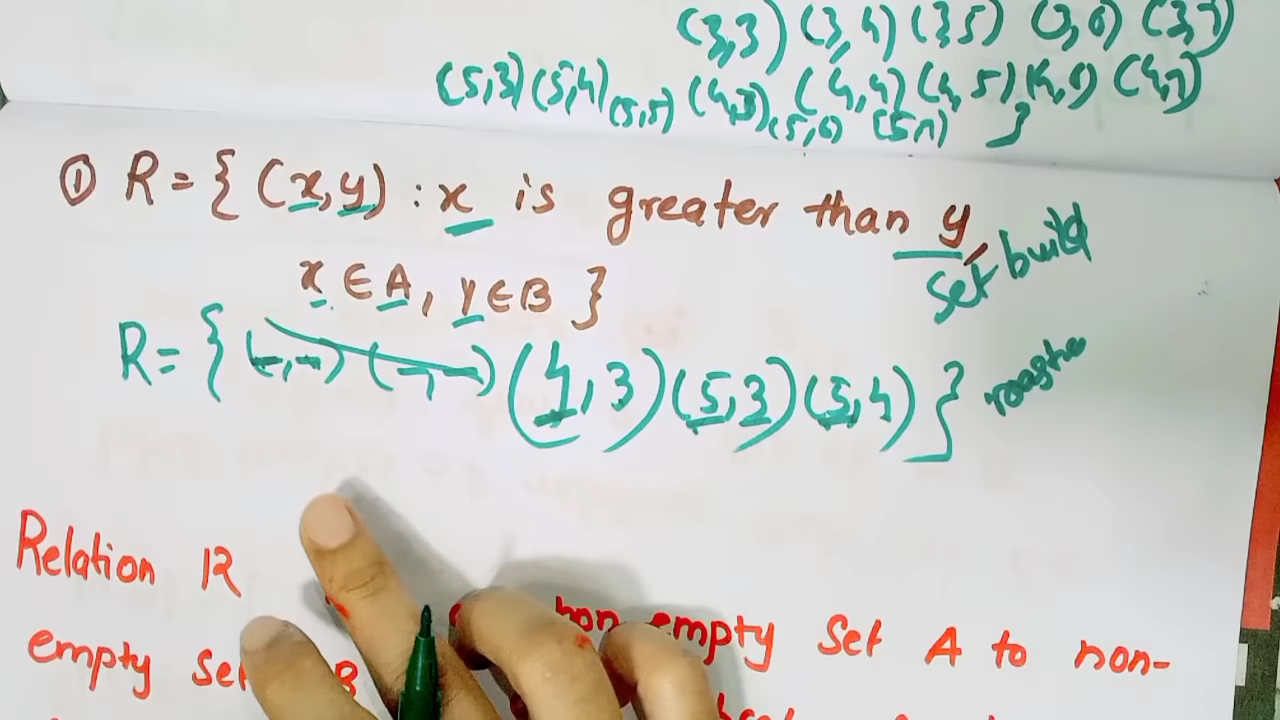 (3,3) (3,4) (3,5) (3,6) (3,7)
(5,3) (5,4) (5,5) (4,3) (5,6) (4,4) (5,7) (4,5) (4,6) (4,7) }
① R = { (x,y) : x is greater than y,
x ∈ A, y ∈ B }
set build
R = { (4,3) (5,3) (5,4) }
Relation R non empty Set A to non-
empty set B